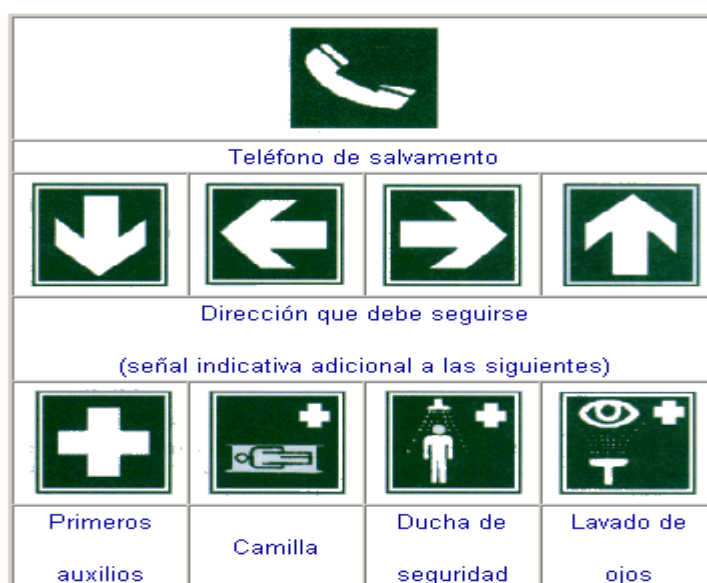 Teléfono de salvamento
Dirección que debe seguirse
(señal indicativa adicional a las siguientes)
Primeros
auxilios
Camilla
Ducha de
seguridad
Lavado de
ojos